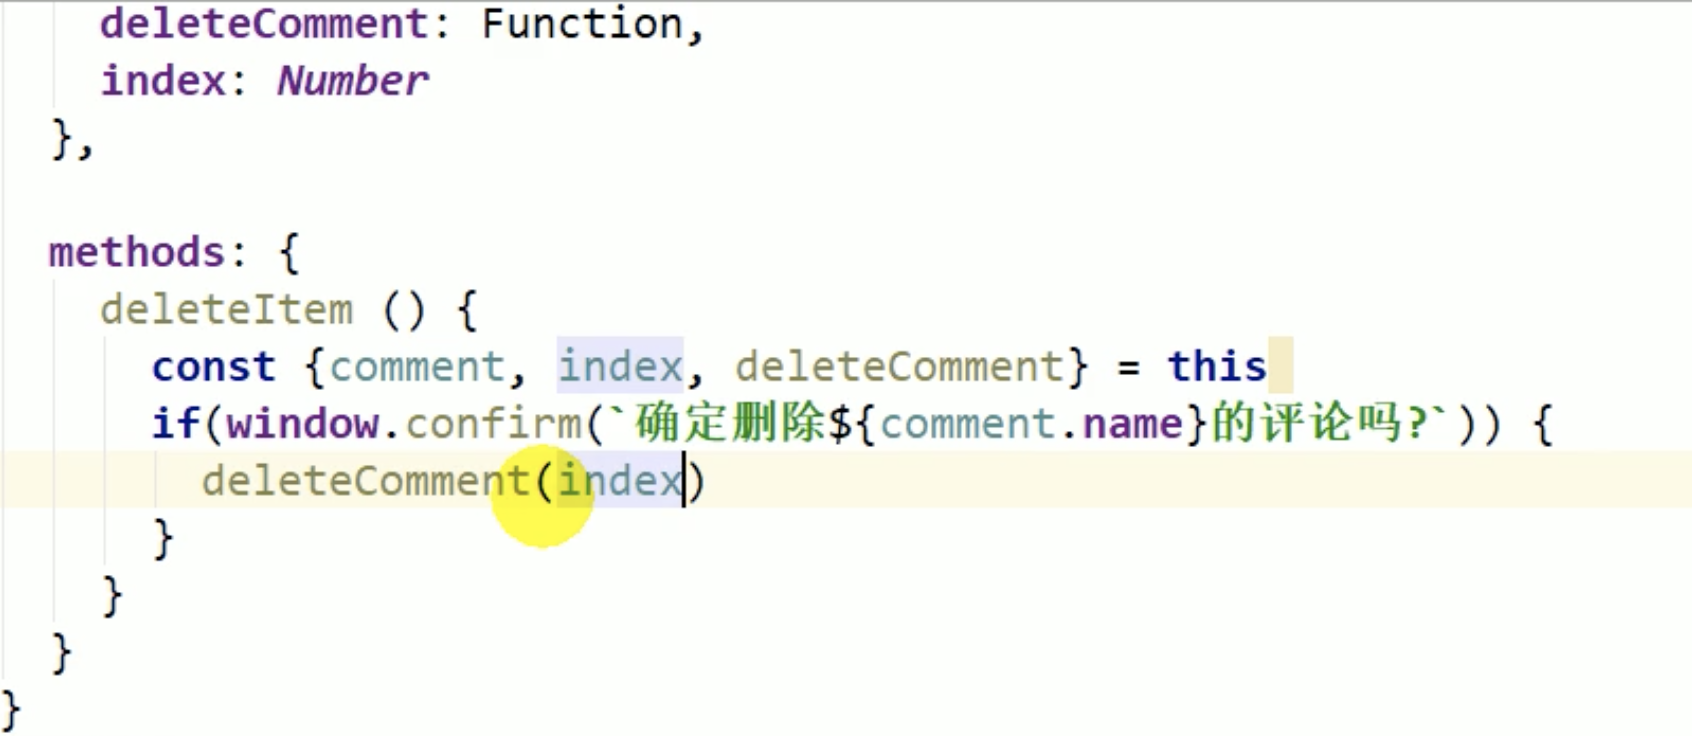 deleteComment: Function,
index: Number
},
methods: {
deleteItem () {
const {comment, index, deleteComment} = this
if(window.confirm(`确定删除${comment.name}的评论吗?`)) {
deleteComment(index)
}
}
}
}